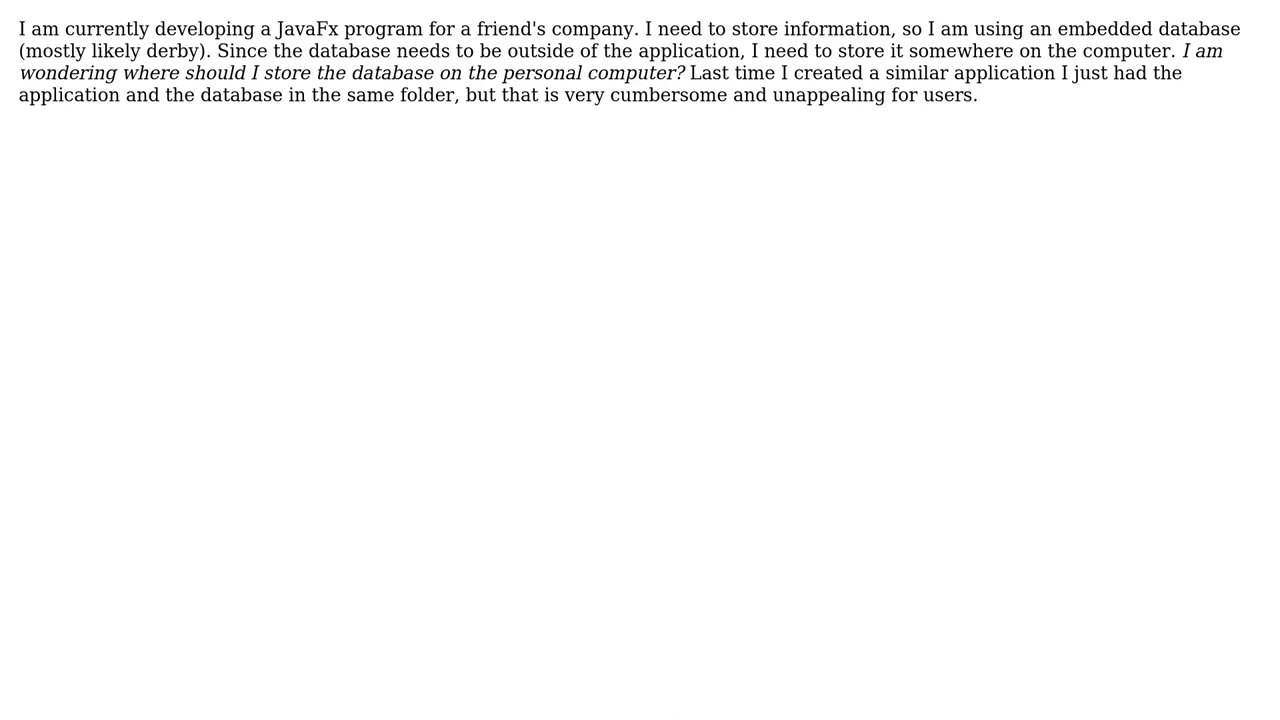 I am currently developing a JavaFx program for a friend's company. I need to store information, so I am using an embedded database
(mostly likely derby). Since the database needs to be outside of the application, I need to store it somewhere on the computer. I am
wondering where should I store the database on the personal computer? Last time I created a similar application I just had the
application and the database in the same folder, but that is very cumbersome and unappealing for users.